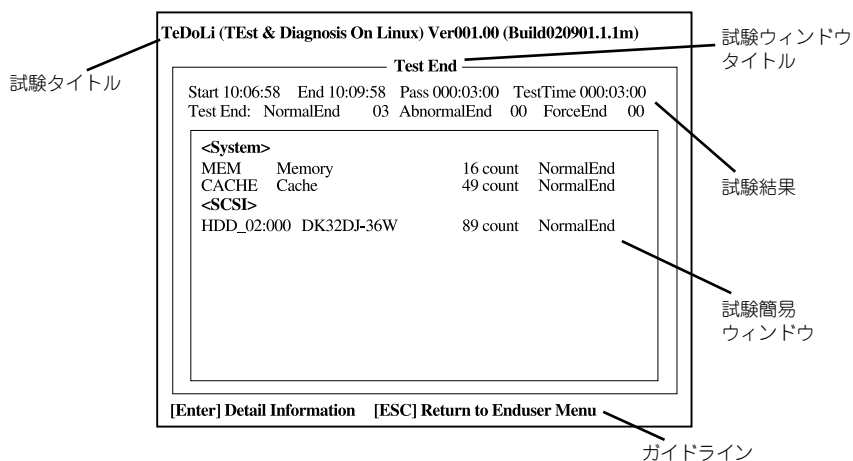 TeDoLi (TEst & Diagnosis On Linux) Ver001.00 (Build020901.1.1m)
試験ウィンドウ
タイトル
Test End
試験タイトル
Start 10:06:58 End 10:09:58 Pass 000:03:00 TestTime 000:03:00
Test End: NormalEnd 03 AbnormalEnd 00 ForceEnd 00
<System>
MEM Memory 16 count NormalEnd
CACHE Cache 49 count NormalEnd
試験結果
<SCSI>
HDD_02:000 DK32DJ-36W 89 count NormalEnd
試験簡易
ウィンドウ
[Enter] Detail Information [ESC] Return to Enduser Menu
ガイドライン